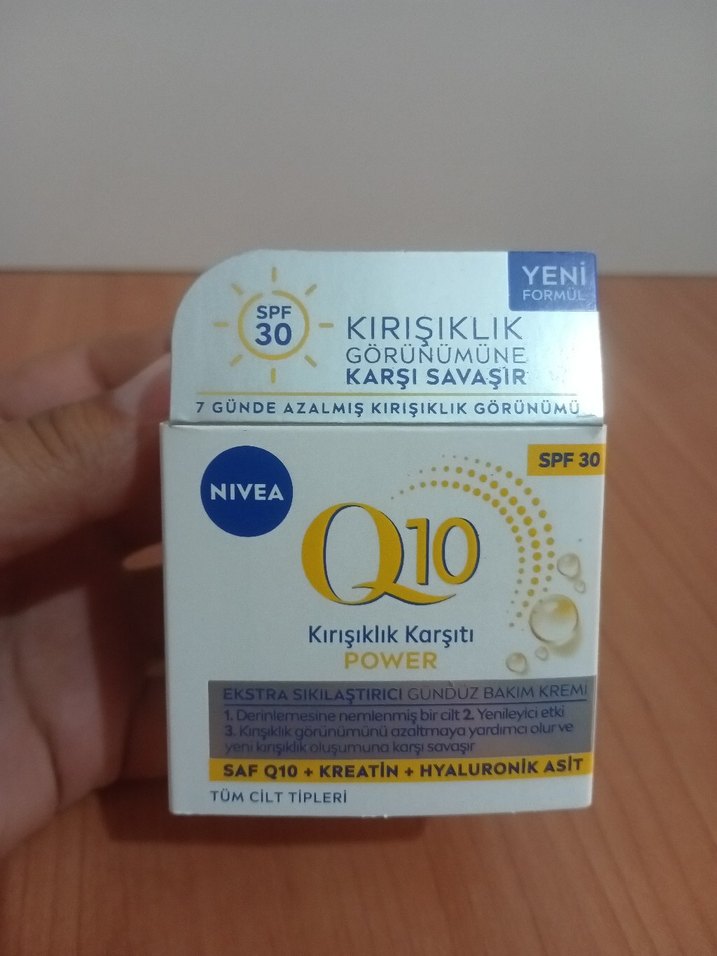 YENİ
FORMÜL
SPF
30
KIRIŞIKLIK
GÖRÜNÜMÜNE
KARŞI SAVAŞIR
7 GÜNDE AZALMIŞ KIRIŞIKLIK GÖRÜNÜMÜ
SPF 30
NIVEA
Q10
Kırışıklık Karşıtı
POWER
EKSTRA SIKILAŞTIRICI GÜNDÜZ BAKIM KREMİ
1. Derinlemesine nemlenmiş bir cilt 2. Yenileyici etki
3. Kırışıklık görünümünü azaltmaya yardımcı olur ve
yeni kırışıklık oluşumuna karşı savaşır
SAF Q10 + KREATİN + HYALURONİK ASİT
TÜM CİLT TİPLERİ